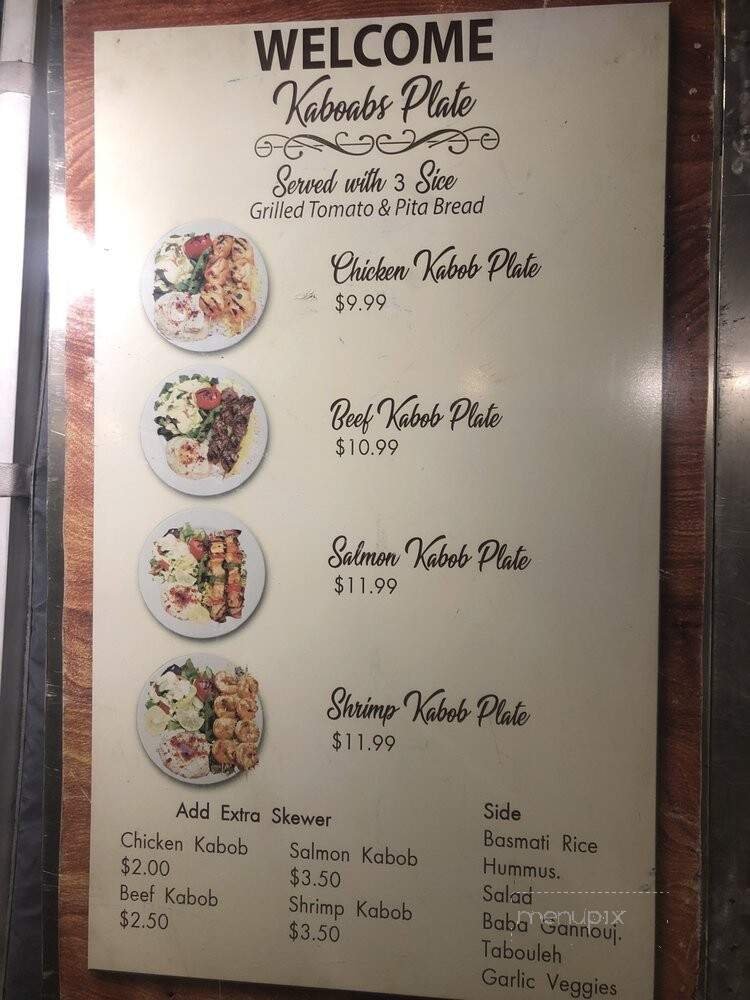 WELCOME
Kaboabs Plate
Served with 3 Sice
Grilled Tomato & Pita Bread
Chicken Kabob Plate
$9.99
Beef Kabob Plate
$10.99
Salmon Kabob Plate
$11.99
Shrimp Kabob Plate
$11.99
Add Extra Skewer
Chicken Kabob
$2.00
Beef Kabob
$2.50
Salmon Kabob
$3.50
Shrimp Kabob
$3.50
Side
Basmati Rice
Hummus.
Salad
Baba Gannouj.
Tabouleh
Garlic Veggies
menupix